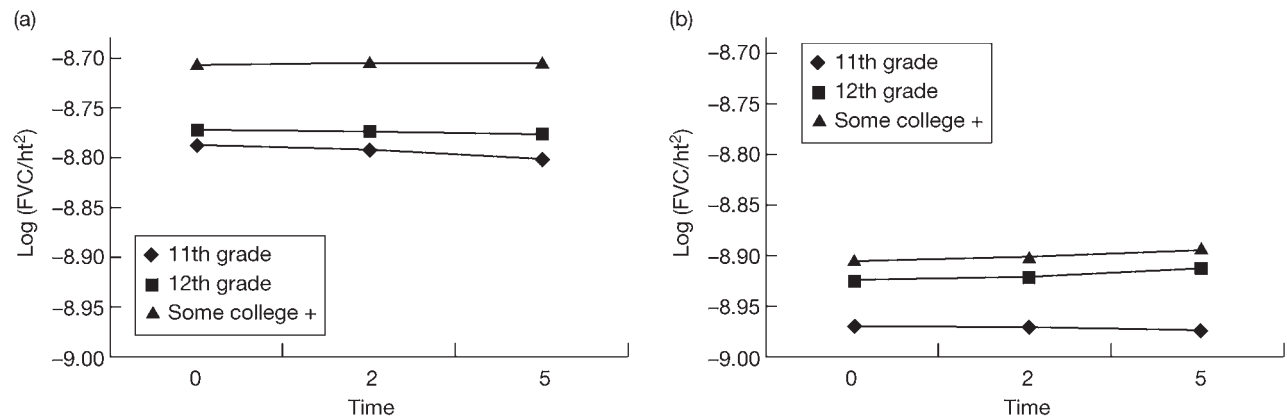 (a)
Log (FVC/ht²)
−8.70
−8.75
−8.80
−8.85
−8.90
−8.95
−9.00
11th grade
12th grade
Some college +
0 2 5
Time
(b)
Log (FVC/ht²)
−8.70
−8.75
−8.80
−8.85
−8.90
−8.95
−9.00
11th grade
12th grade
Some college +
0 2 5
Time